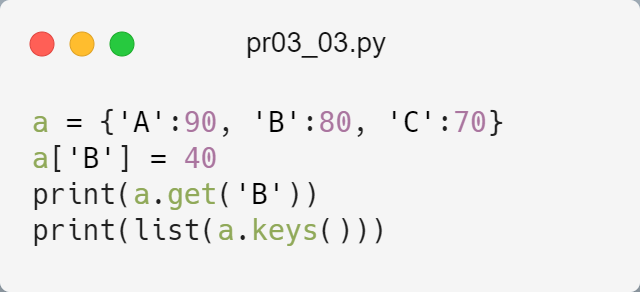 pr03_03.py
a = {'A':90, 'B':80, 'C':70}
a['B'] = 40
print(a.get('B'))
print(list(a.keys()))